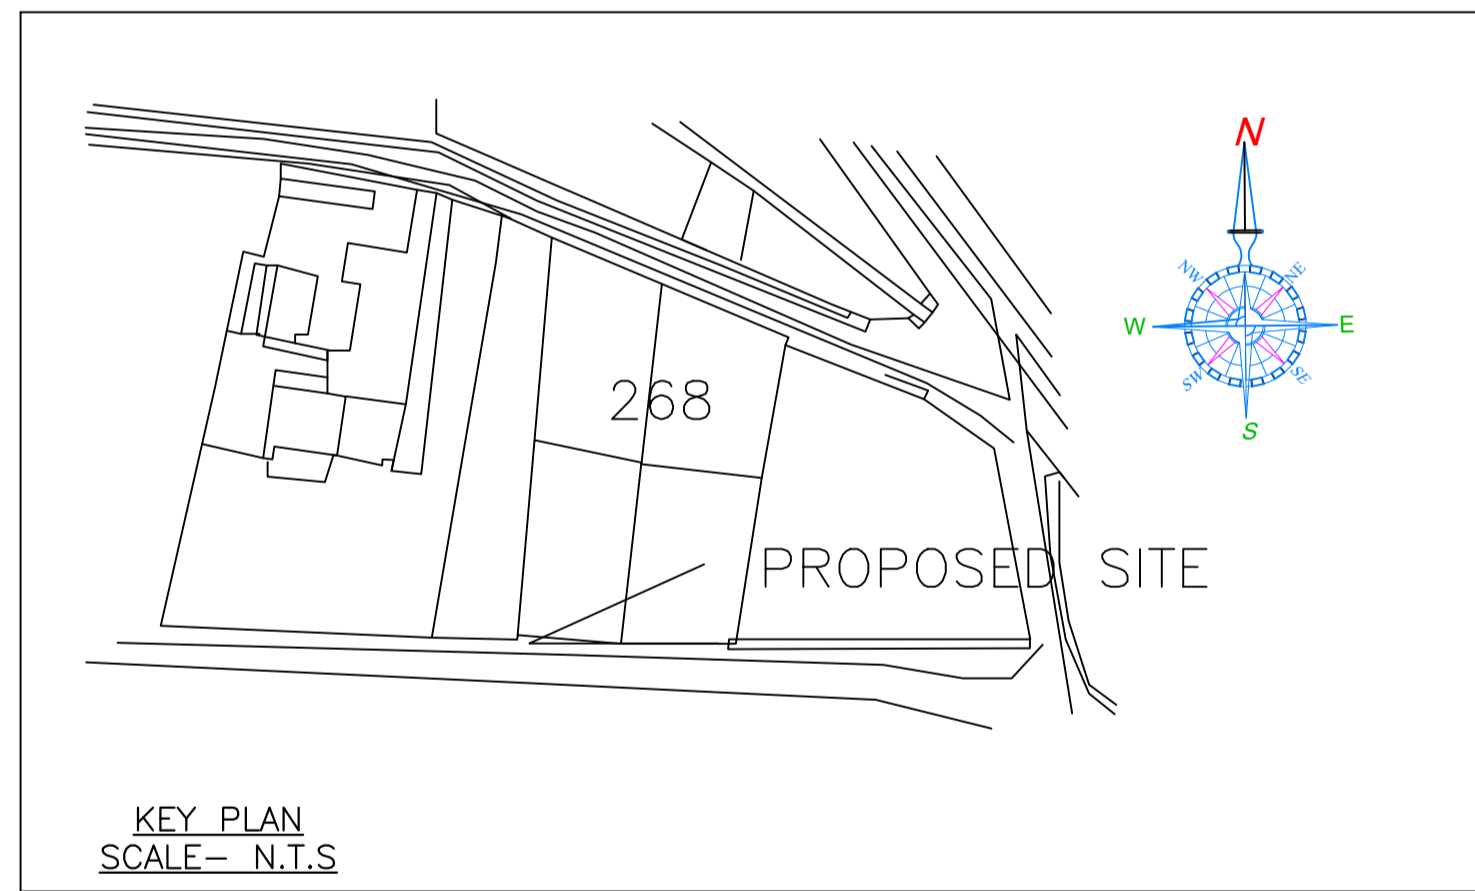 N
NW NE
W E
SW SE
S
268
PROPOSED SITE
KEY PLAN
SCALE- N.T.S